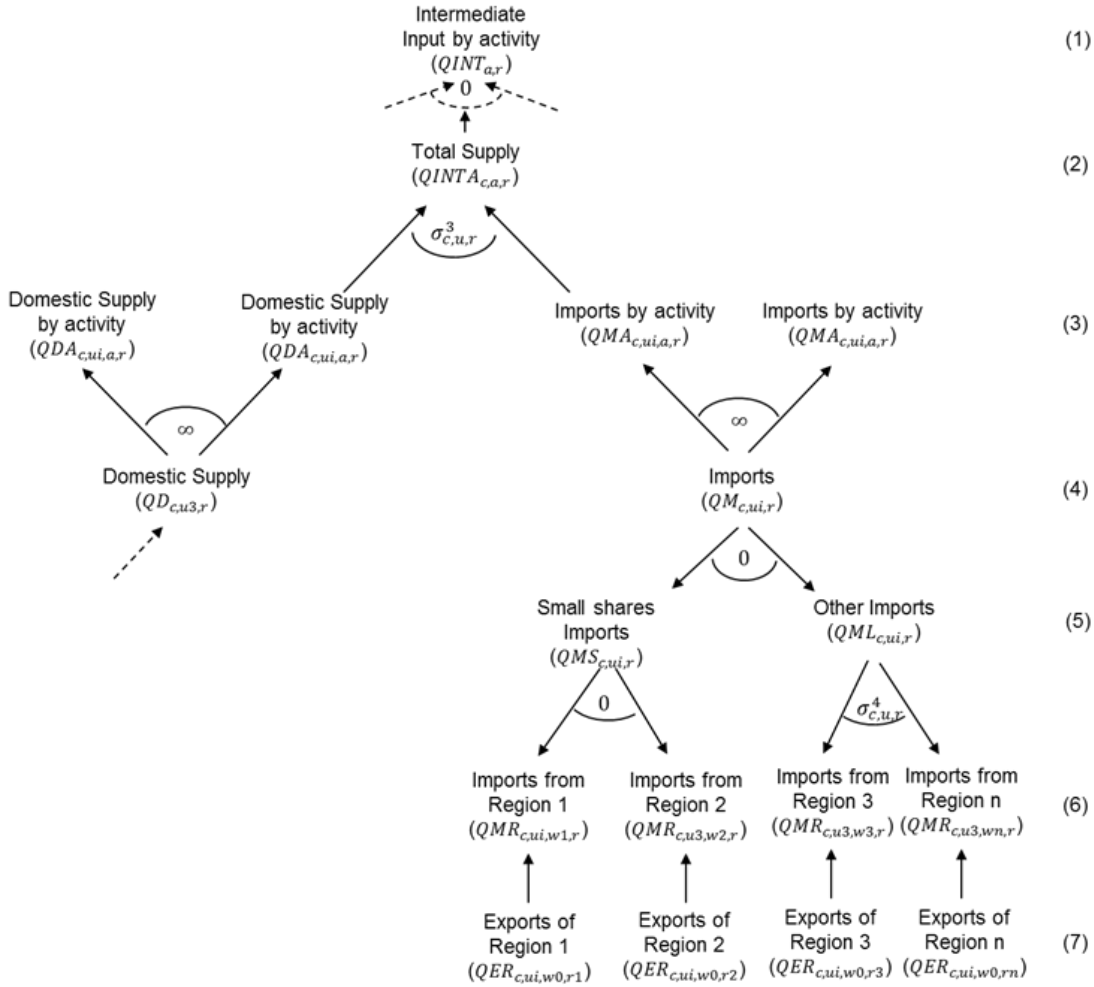 Intermediate
Input by activity
(QINT_{a,r})
(1)
0
Total Supply
(QINTA_{c,a,r})
(2)
σ^3_{c,u,r}
Domestic Supply
by activity
(QDA_{c,ui,a,r})
Domestic Supply
by activity
(QDA_{c,ui,a,r})
Imports by activity
(QMA_{c,ui,a,r})
Imports by activity
(QMA_{c,ui,a,r})
(3)
∞
∞
Domestic Supply
(QD_{c,u3,r})
Imports
(QM_{c,ui,r})
(4)
0
Small shares
Imports
(QMS_{c,ui,r})
Other Imports
(QML_{c,ui,r})
(5)
0
σ^4_{c,u,r}
Imports from
Region 1
(QMR_{c,ui,w1,r})
Imports from
Region 2
(QMR_{c,u3,w2,r})
Imports from
Region 3
(QMR_{c,u3,w3,r})
Imports from
Region n
(QMR_{c,u3,wn,r})
(6)
Exports of
Region 1
(QER_{c,ui,w0,r1})
Exports of
Region 2
(QER_{c,ui,w0,r2})
Exports of
Region 3
(QER_{c,ui,w0,r3})
Exports of
Region n
(QER_{c,ui,w0,rn})
(7)